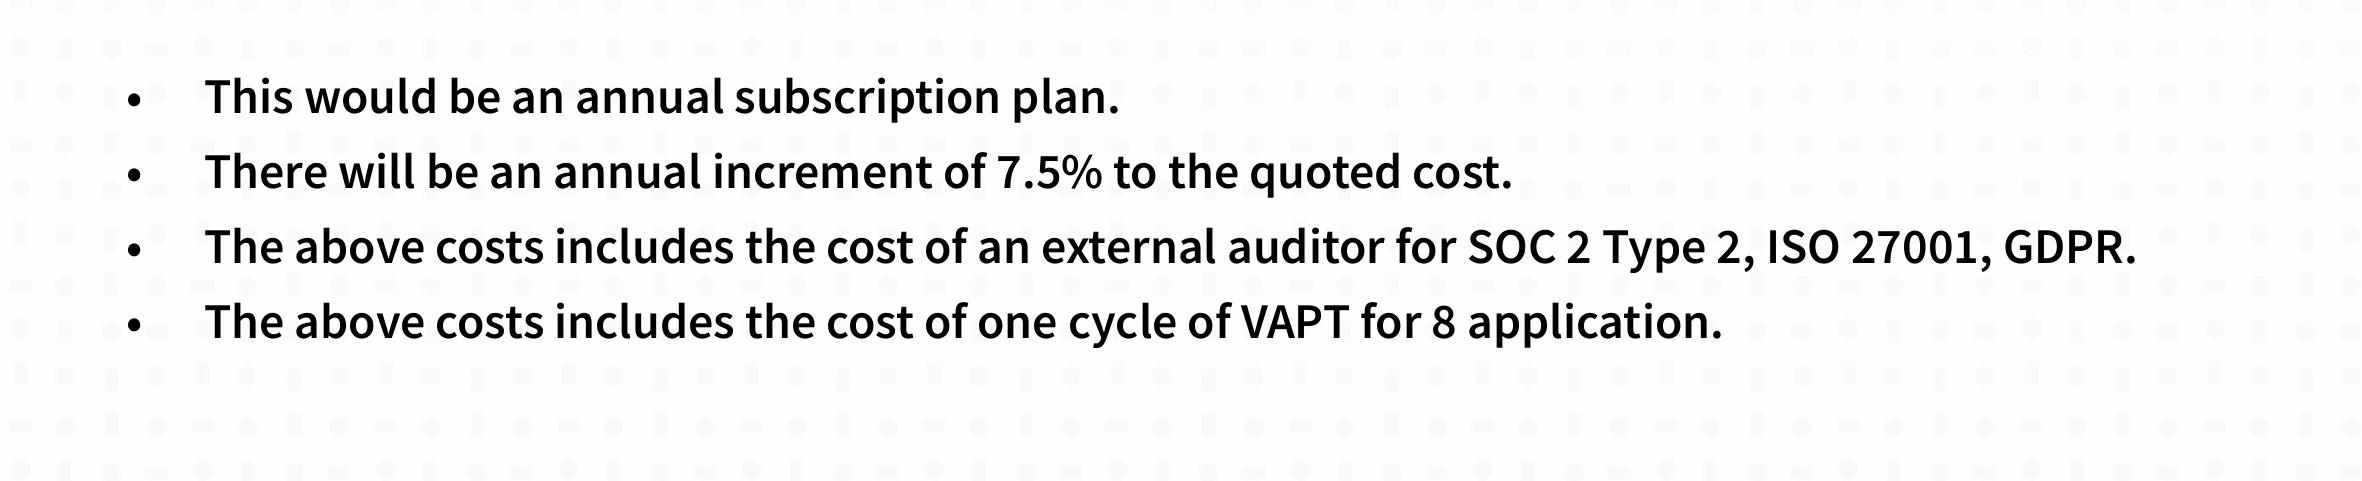 • This would be an annual subscription plan.
• There will be an annual increment of 7.5% to the quoted cost.
• The above costs includes the cost of an external auditor for SOC 2 Type 2, ISO 27001, GDPR.
• The above costs includes the cost of one cycle of VAPT for 8 application.